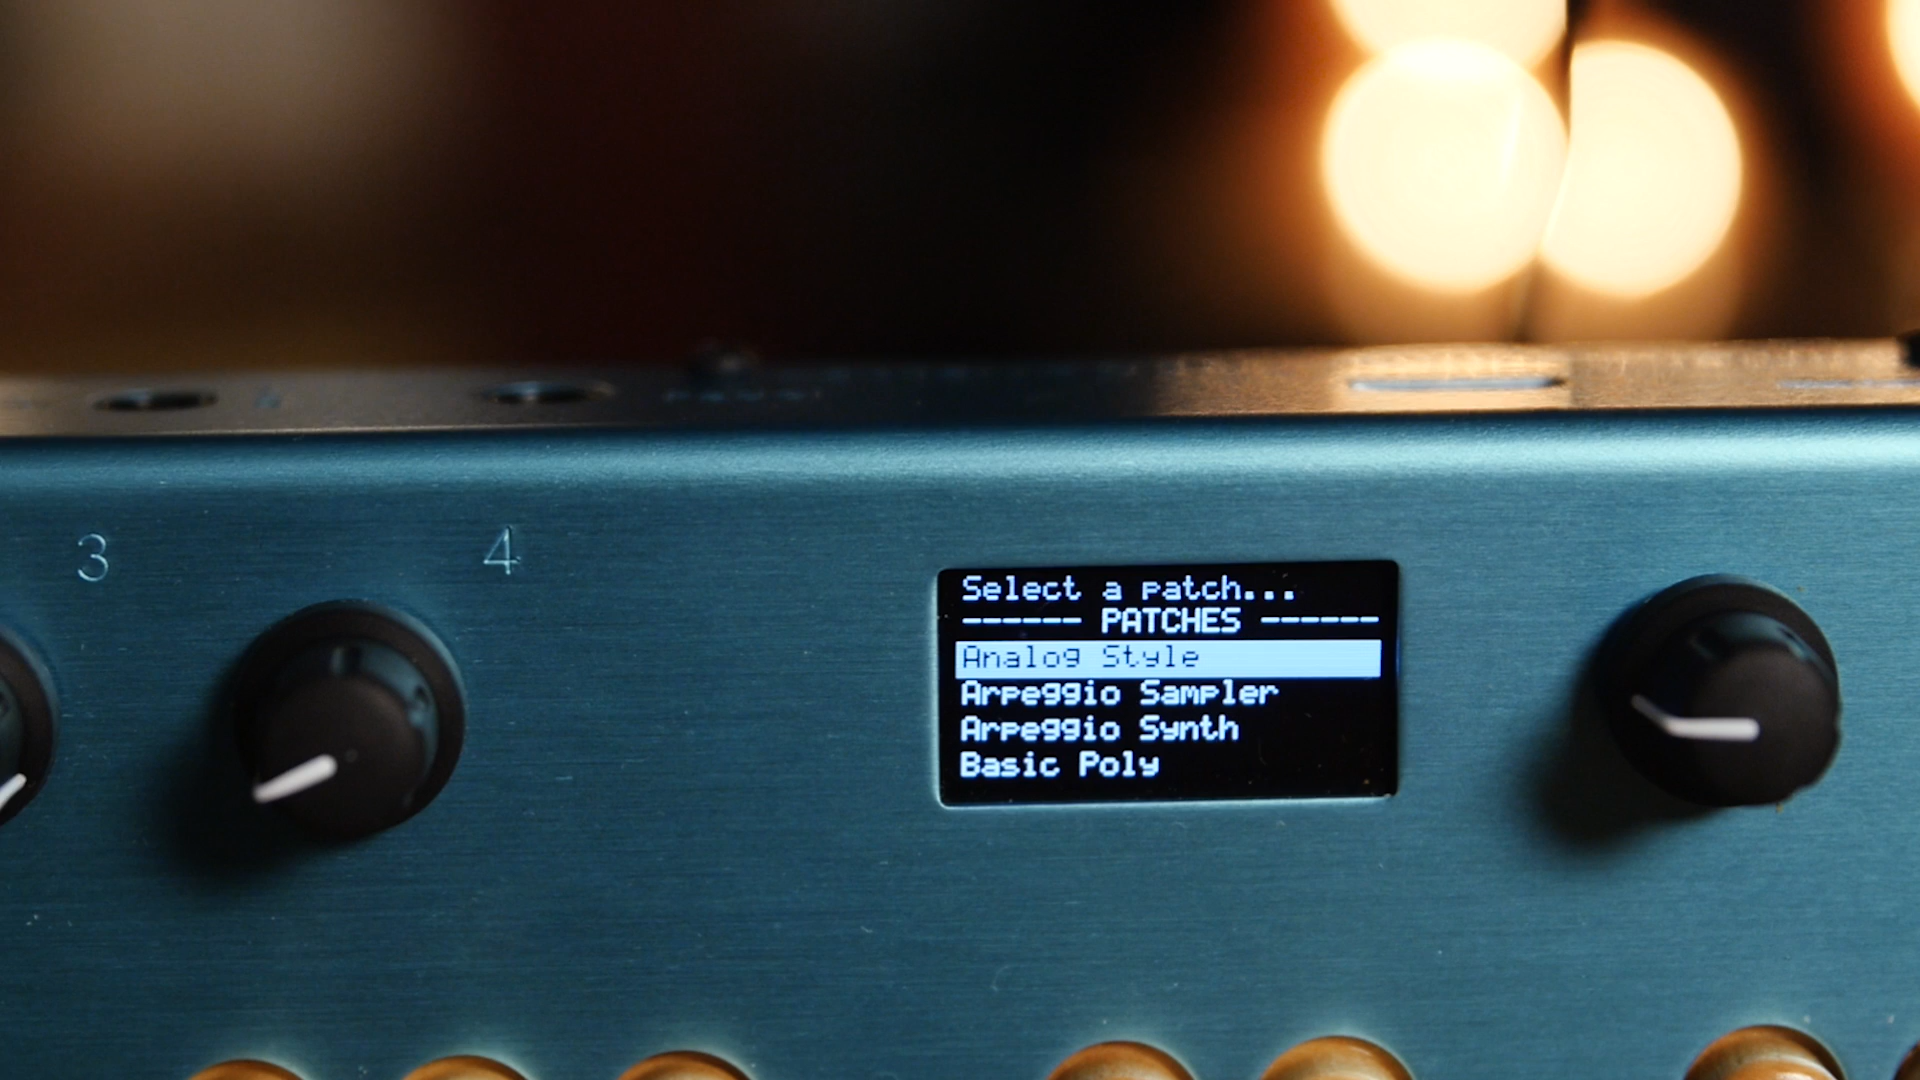 3
4
Select a patch...
------ PATCHES ------
Analog Style
Arpeggio Sampler
Arpeggio Synth
Basic Poly